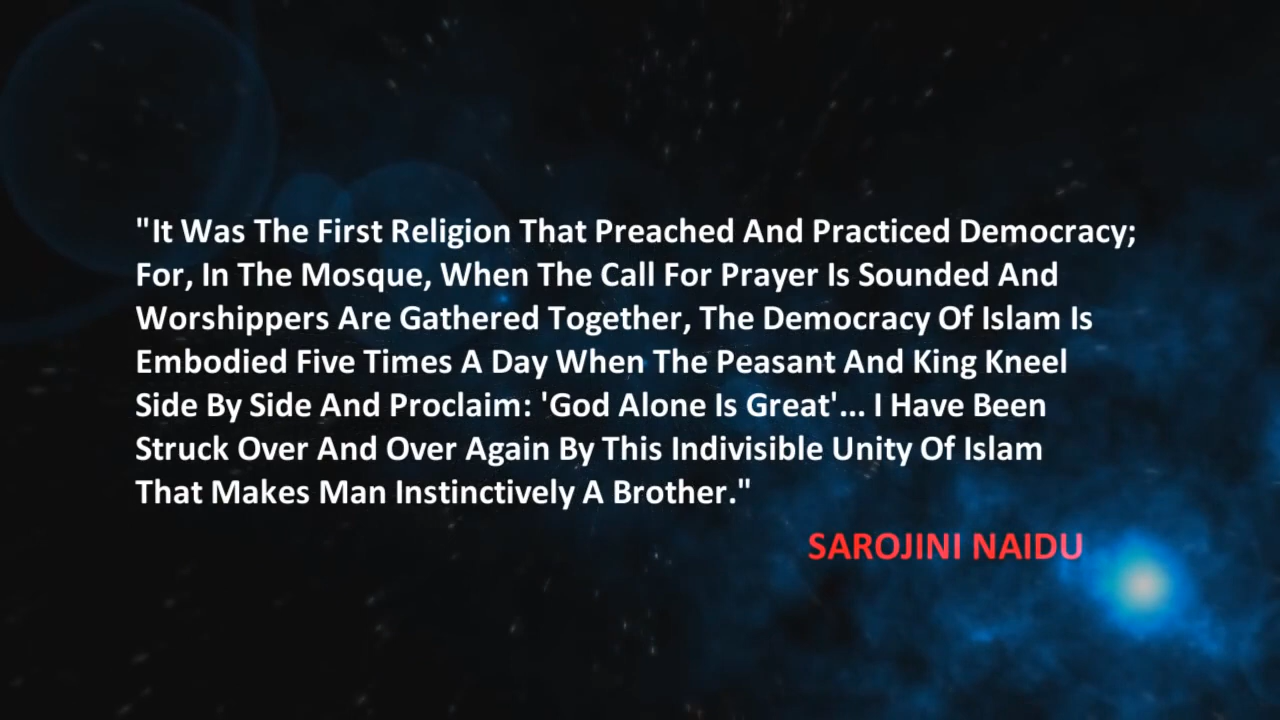 "It Was The First Religion That Preached And Practiced Democracy;
For, In The Mosque, When The Call For Prayer Is Sounded And
Worshippers Are Gathered Together, The Democracy Of Islam Is
Embodied Five Times A Day When The Peasant And King Kneel
Side By Side And Proclaim: 'God Alone Is Great'... I Have Been
Struck Over And Over Again By This Indivisible Unity Of Islam
That Makes Man Instinctively A Brother."
SAROJINI NAIDU